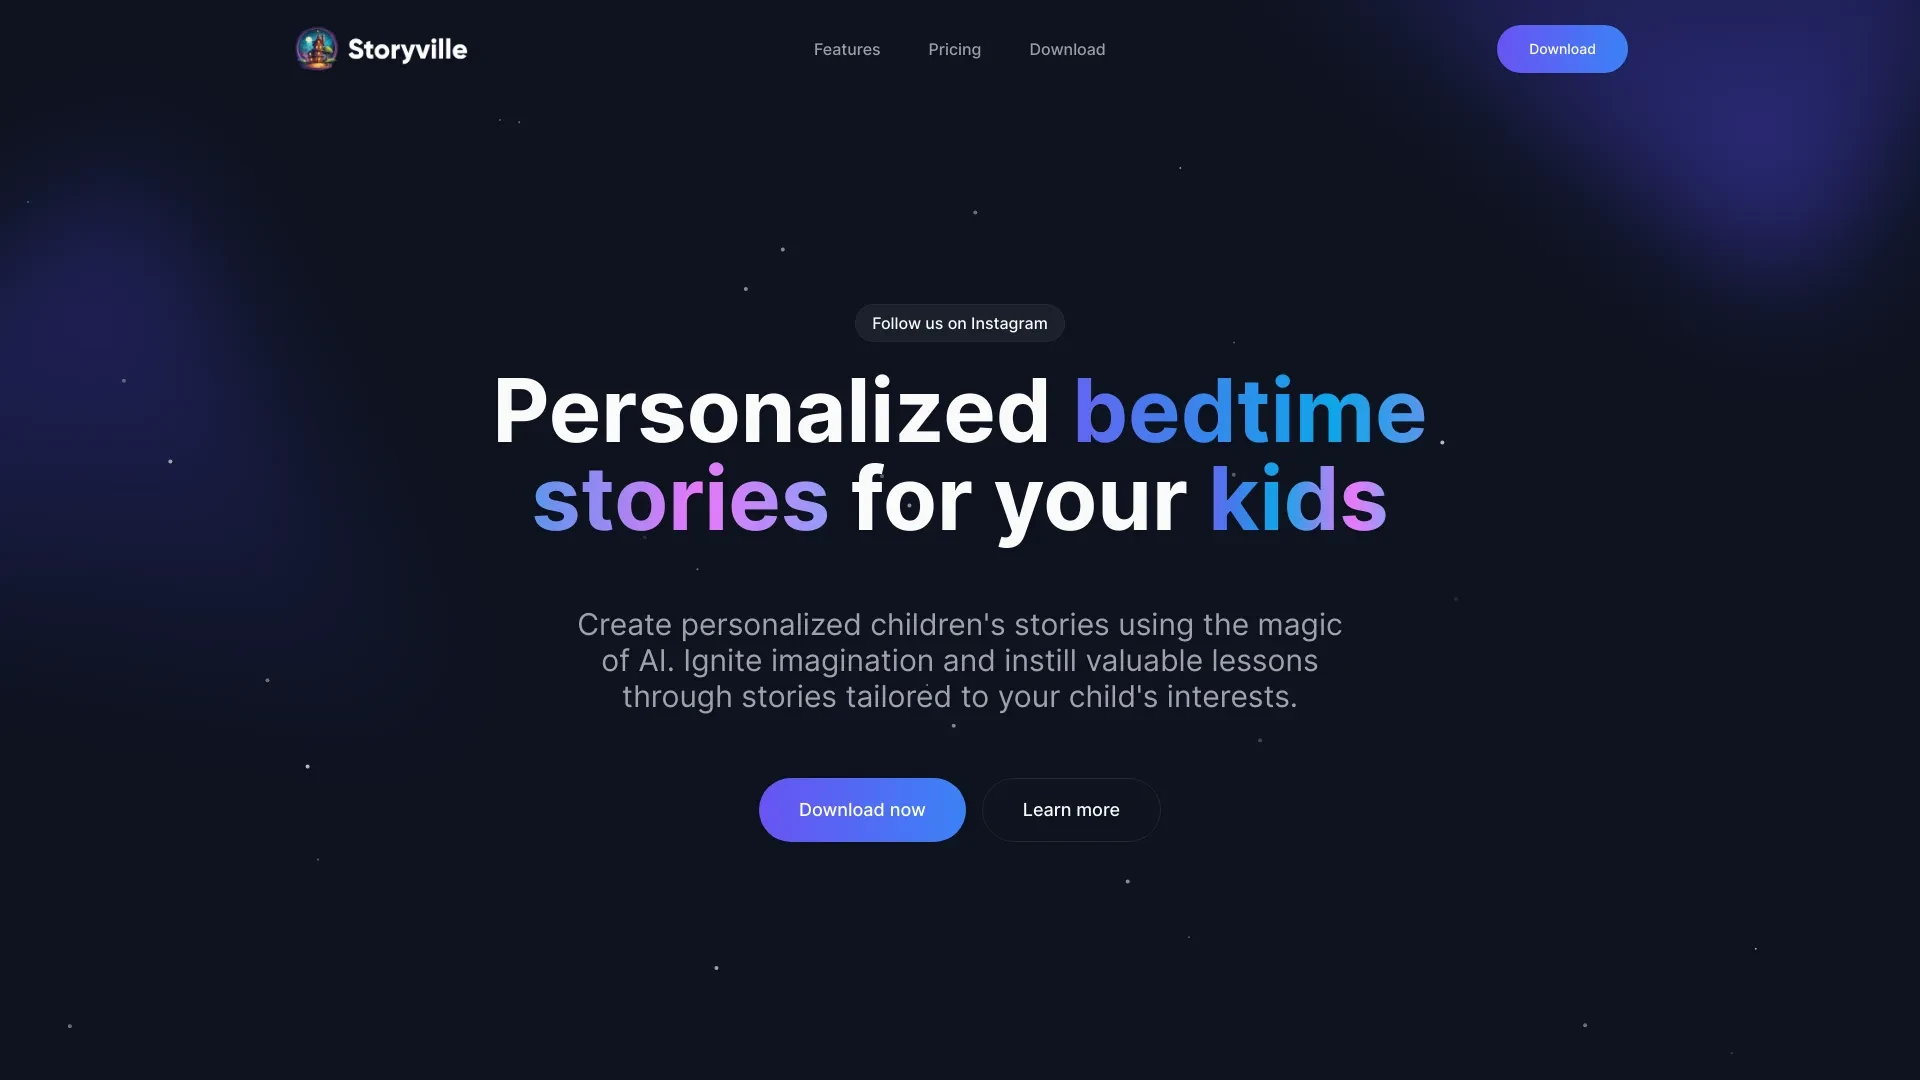 Storyville
Features
Pricing
Download
Download
Follow us on Instagram
Personalized bedtime
stories for your kids
Create personalized children's stories using the magic
of AI. Ignite imagination and instill valuable lessons
through stories tailored to your child's interests.
Download now
Learn more